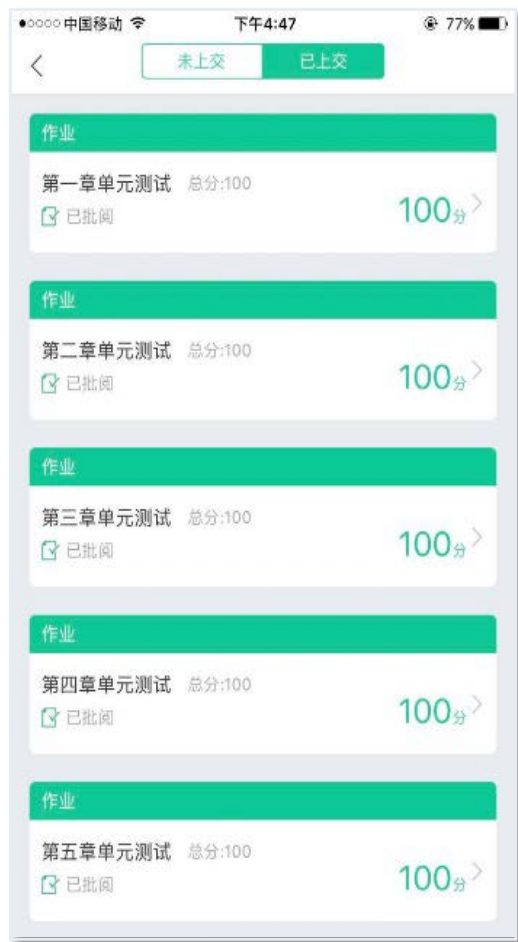 中国移动 下午4:47 77%
未上交 已上交
作业
第一章单元测试 总分:100
已批阅
100分
作业
第二章单元测试 总分:100
已批阅
100分
作业
第三章单元测试 总分:100
已批阅
100分
作业
第四章单元测试 总分:100
已批阅
100分
作业
第五章单元测试 总分:100
已批阅
100分